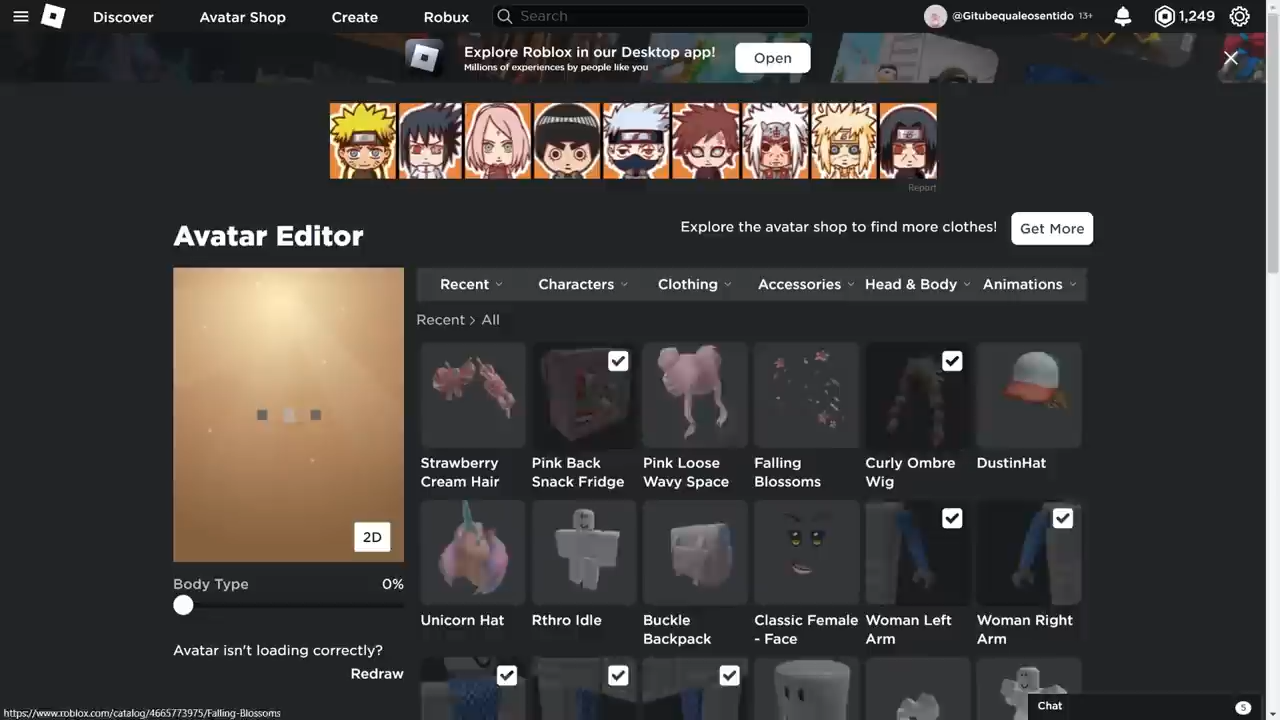 Discover
Avatar Shop
Create
Robux
Search
@Gitubequaleosentido 13+
1,249
Explore Roblox in our Desktop app!
Millions of experiences by people like you
Open
Report
Avatar Editor
Explore the avatar shop to find more clothes!
Get More
Recent
Characters
Clothing
Accessories
Head & Body
Animations
Recent > All
Strawberry
Cream Hair
Pink Back
Snack Fridge
Pink Loose
Wavy Space
Falling
Blossoms
Curly Ombre
Wig
DustinHat
2D
Body Type
0%
Unicorn Hat
Rthro Idle
Buckle
Backpack
Classic Female
- Face
Woman Left
Arm
Woman Right
Arm
Avatar isn't loading correctly?
Redraw
Chat
5
https://www.roblox.com/catalog/4665773975/Falling-Blossoms